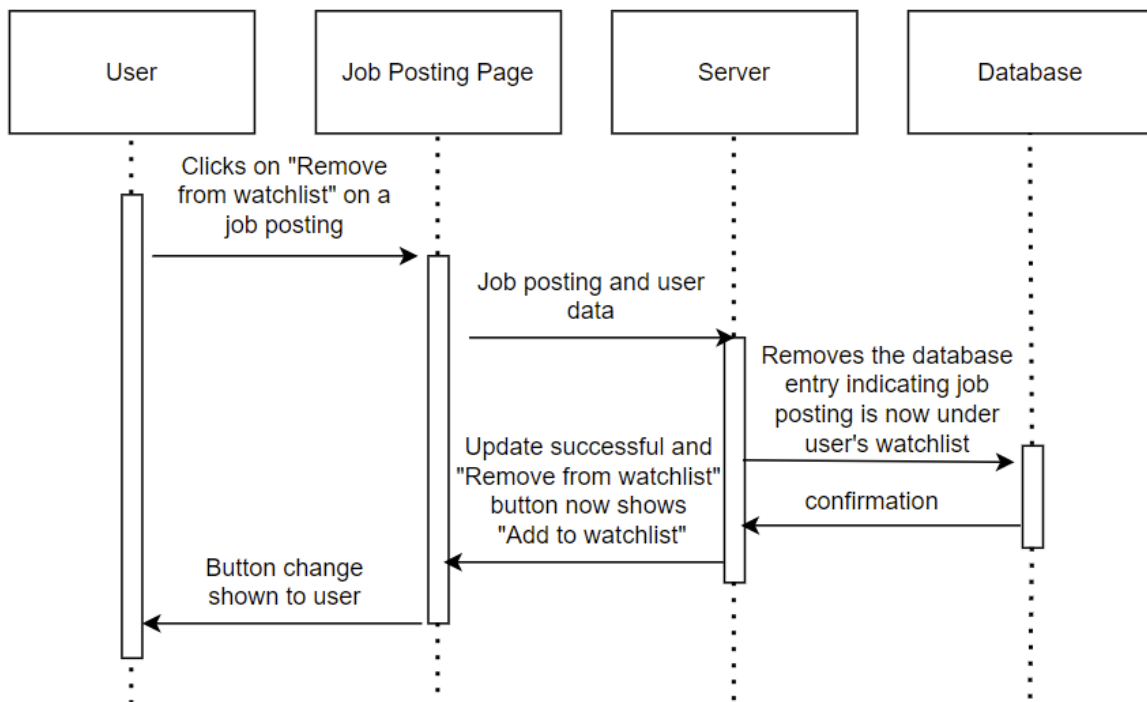 User
Job Posting Page
Server
Database
Clicks on "Remove
from watchlist" on a
job posting
Job posting and user
data
Removes the database
entry indicating job
posting is now under
user's watchlist
Update successful and
"Remove from watchlist"
button now shows
"Add to watchlist"
confirmation
Button change
shown to user